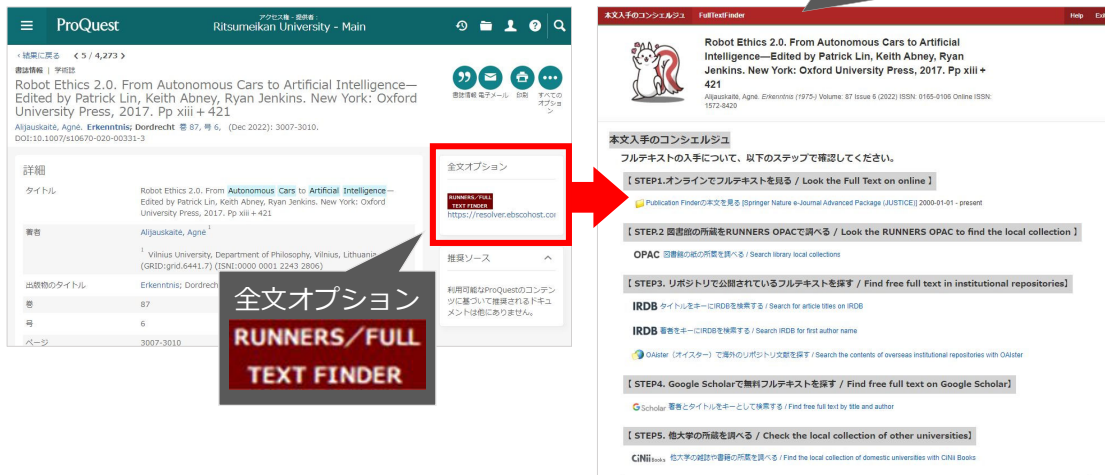 ProQuest
アクセス権・提供者:
Ritsumeikan University - Main
‹ 結果に戻る ‹ 5 / 4,273 ›
書誌情報 | 学術誌
Robot Ethics 2.0. From Autonomous Cars to Artificial Intelligence—
Edited by Patrick Lin, Keith Abney, Ryan Jenkins. New York: Oxford
University Press, 2017. Pp xiii + 421
Alijauskaitė, Agnė. Erkenntnis; Dordrecht 巻 87, 号 6, (Dec 2022): 3007-3010.
DOI:10.1007/s10670-020-00331-3
書誌情報 電子メール 印刷 すべての
オプショ
ン
詳細
タイトル
Robot Ethics 2.0. From Autonomous Cars to Artificial Intelligence—
Edited by Patrick Lin, Keith Abney, Ryan Jenkins. New York: Oxford
University Press, 2017. Pp xiii + 421
著者
Alijauskaitė, Agnė 1
1 Vilnius University, Department of Philosophy, Vilnius, Lithuania
(GRID:grid.6441.7) (ISNI:0000 0001 2243 2806)
出版物のタイトル
Erkenntnis; Dordrech
巻
87
号
6
ページ
3007-3010
全文オプション
RUNNERS/FULL
TEXT FINDER
https://resolver.ebscohost.com
推奨ソース
利用可能なProQuestのコンテン
ツに基づいて推奨されるドキュ
メントは他にありません。
全文オプション
RUNNERS/FULL
TEXT FINDER
本文入手のコンシェルジュ FullTextFinder
Help Exi
Robot Ethics 2.0. From Autonomous Cars to Artificial
Intelligence—Edited by Patrick Lin, Keith Abney, Ryan
Jenkins. New York: Oxford University Press, 2017. Pp xiii +
421
Alijauskaitė, Agnė. Erkenntnis (1975-) Volume: 87 Issue 6 (2022) ISSN: 0165-0106 Online ISSN:
1572-8420
本文入手のコンシェルジュ
フルテキストの入手について、以下のステップで確認してください。
【 STEP1.オンラインでフルテキストを見る / Look the Full Text on online 】
Publication Finderの本文を見る [Springer Nature e-Journal Advanced Package (JUSTICE)] 2000-01-01 - present
【 STEP.2 図書館の所蔵をRUNNERS OPACで調べる / Look the RUNNERS OPAC to find the local collection 】
OPAC 図書館の紙の所蔵を調べる / Search library local collections
【 STEP3. リポジトリで公開されているフルテキストを探す / Find free full text in institutional repositories】
IRDB タイトルをキーにIRDBを検索する / Search for article titles on IRDB
IRDB 著者をキーにIRDBを検索する / Search IRDB for first author name
OAister（オイスター）で海外のリポジトリ文献を探す / Search the contents of overseas institutional repositories with OAIster
【 STEP4. Google Scholarで無料フルテキストを探す / Find free full text on Google Scholar】
G Scholar 著者とタイトルをキーとして検索する / Find free full text by title and author
【 STEP5. 他大学の所蔵を調べる / Check the local collection of other universities】
CiNii Books 他大学の雑誌や書籍の所蔵を調べる / Find the local collection of domestic universities with CiNii Books